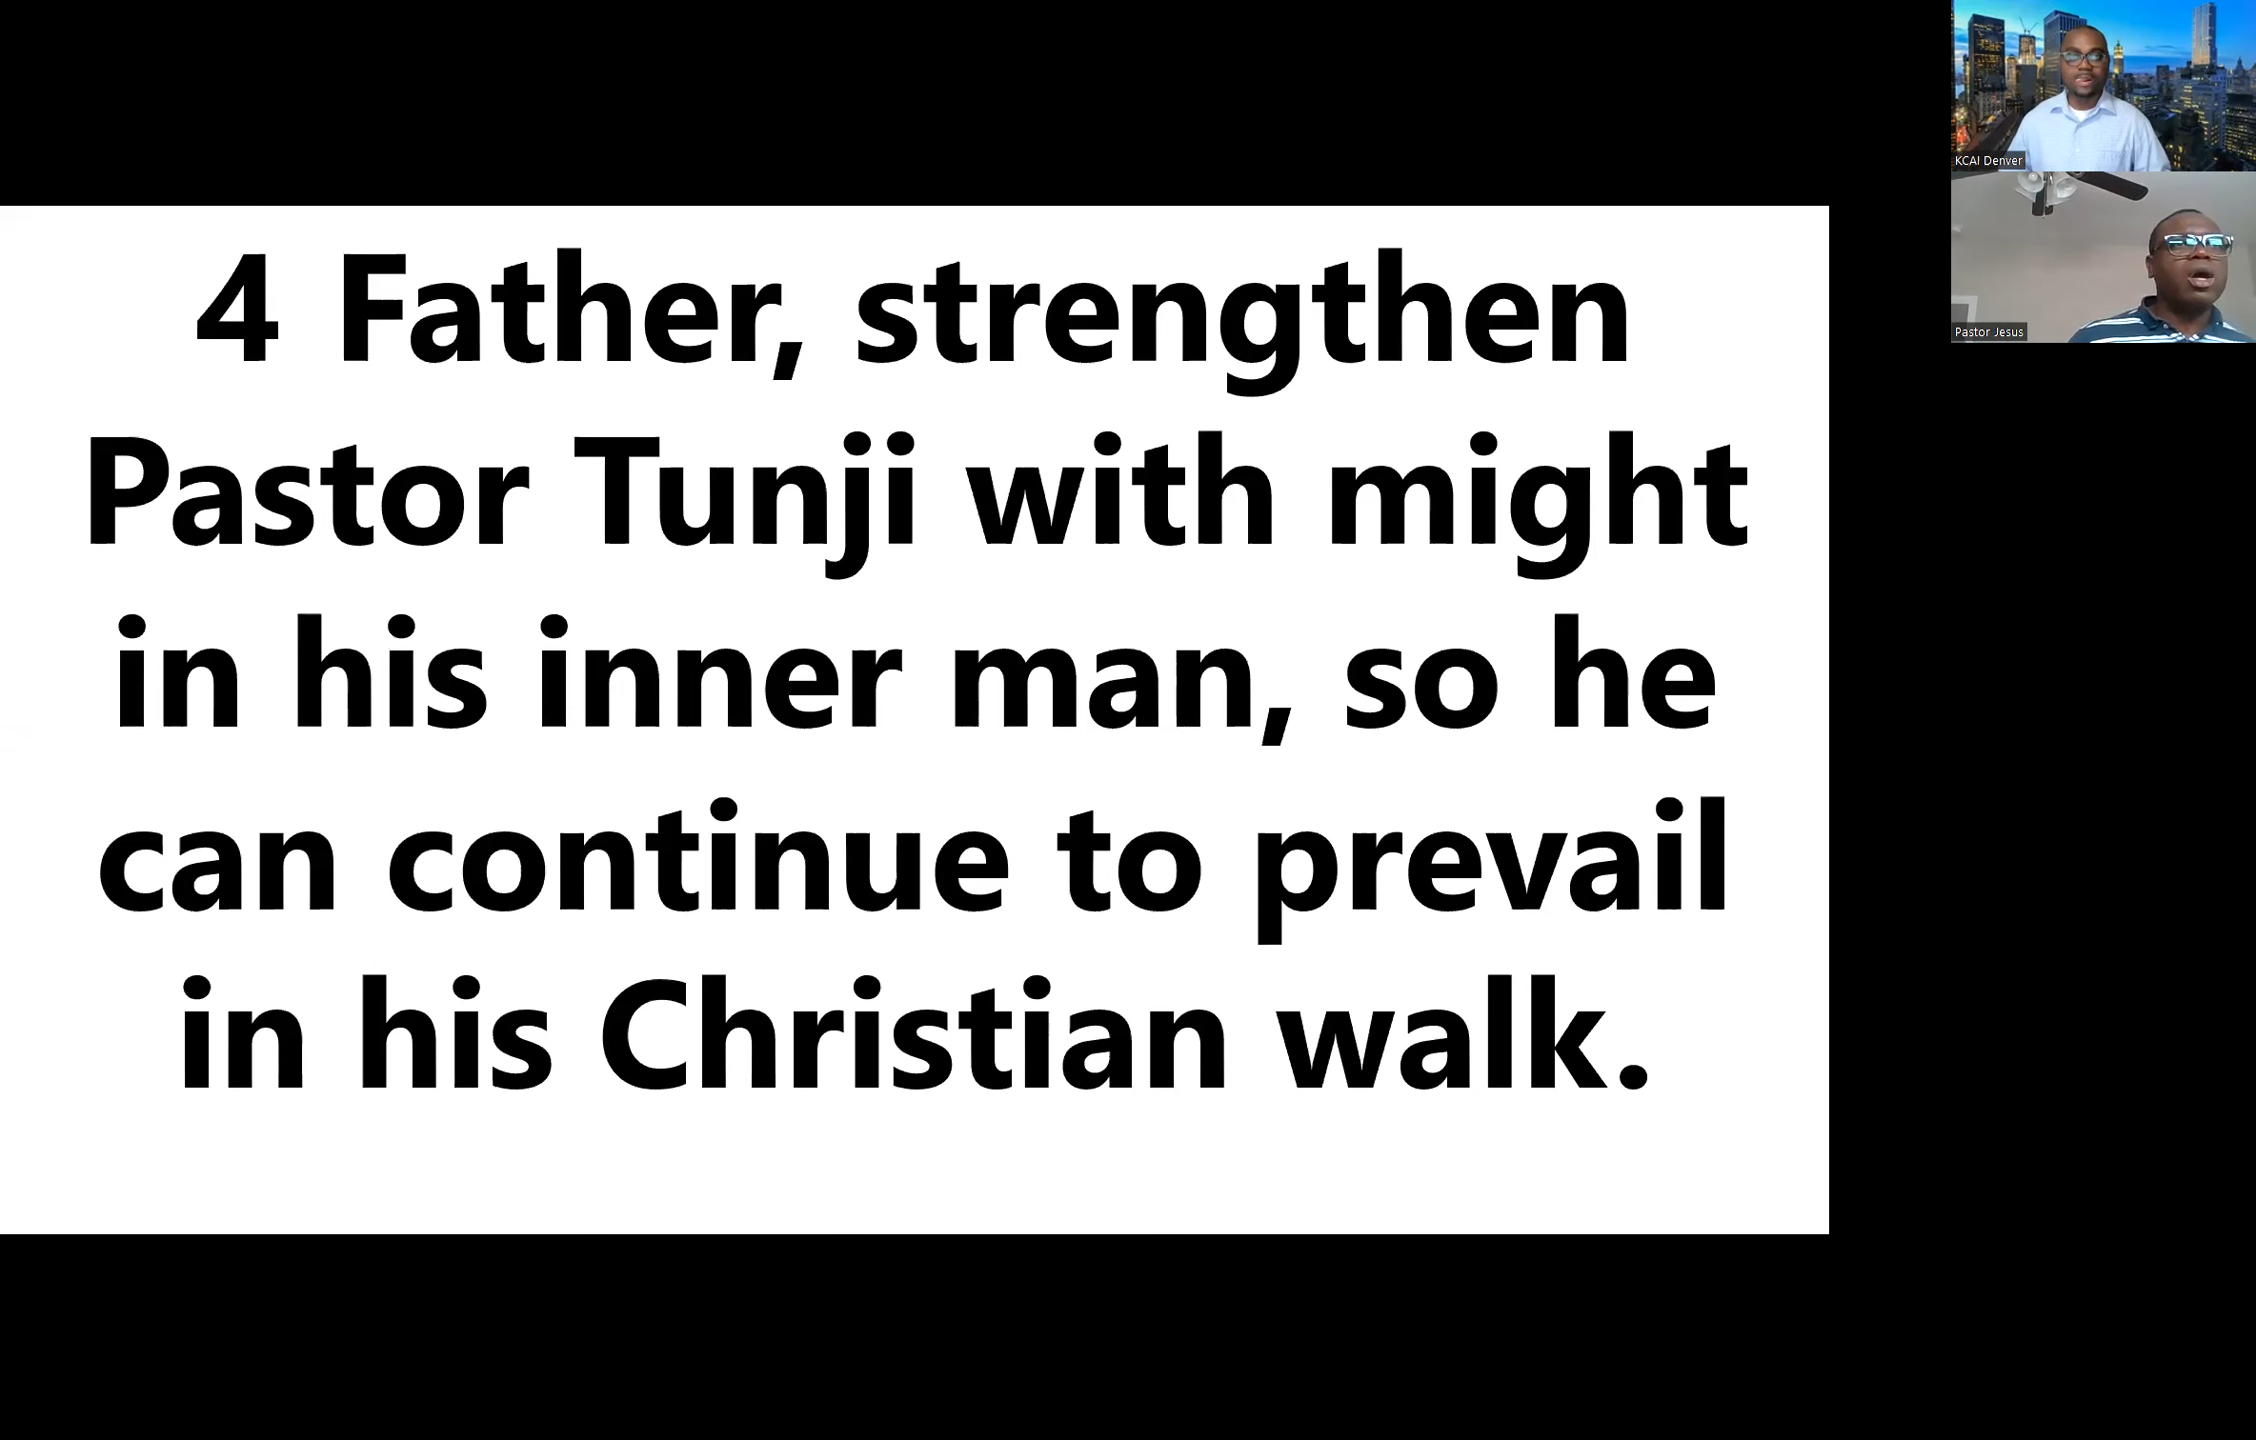 4 Father, strengthen
Pastor Tunji with might
in his inner man, so he
can continue to prevail
in his Christian walk.
KCAI Denver
Pastor Jesus